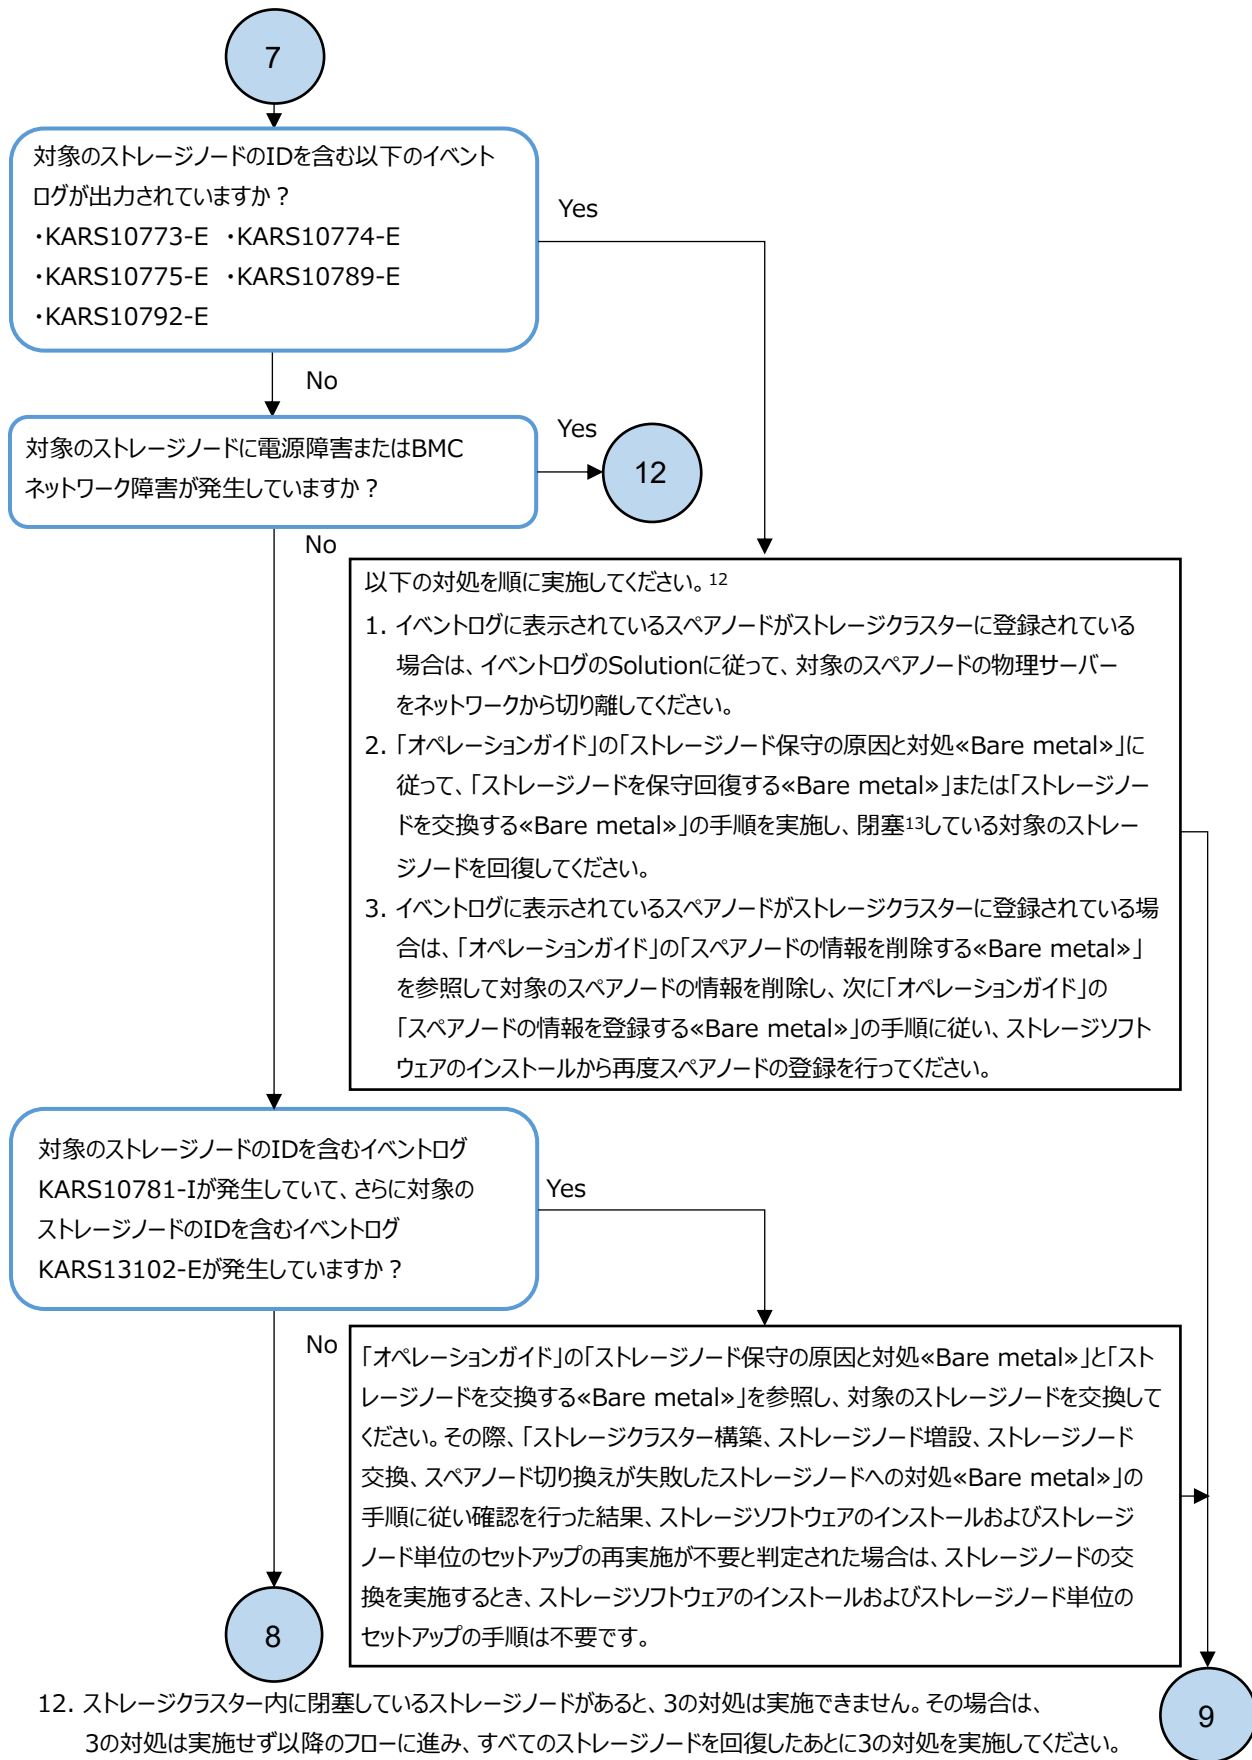 7
対象のストレージノードのIDを含む以下のイベント
ログが出力されていますか？
・KARS10773-E ・KARS10774-E
・KARS10775-E ・KARS10789-E
・KARS10792-E
Yes
No
対象のストレージノードに電源障害またはBMC
ネットワーク障害が発生していますか？
Yes
12
No
以下の対処を順に実施してください。12
1. イベントログに表示されているスペアノードがストレージクラスターに登録されている
場合は、イベントログのSolutionに従って、対象のスペアノードの物理サーバー
をネットワークから切り離してください。
2. 「オペレーションガイド」の「ストレージノード保守の原因と対処«Bare metal»」に
従って、「ストレージノードを保守回復する«Bare metal»」または「ストレージノー
ドを交換する«Bare metal»」の手順を実施し、閉塞13している対象のストレー
ジノードを回復してください。
3. イベントログに表示されているスペアノードがストレージクラスターに登録されている場
合は、「オペレーションガイド」の「スペアノードの情報を削除する«Bare metal»」
を参照して対象のスペアノードの情報を削除し、次に「オペレーションガイド」の
「スペアノードの情報を登録する«Bare metal»」の手順に従い、ストレージソフト
ウェアのインストールから再度スペアノードの登録を行ってください。
対象のストレージノードのIDを含むイベントログ
KARS10781-Iが発生していて、さらに対象の
ストレージノードのIDを含むイベントログ
KARS13102-Eが発生していますか？
Yes
No
「オペレーションガイド」の「ストレージノード保守の原因と対処«Bare metal»」と「スト
レージノードを交換する«Bare metal»」を参照し、対象のストレージノードを交換して
ください。その際、「ストレージクラスター構築、ストレージノード増設、ストレージノード
交換、スペアノード切り換えが失敗したストレージノードへの対処«Bare metal»」の
手順に従い確認を行った結果、ストレージソフトウェアのインストールおよびストレージ
ノード単位のセットアップの再実施が不要と判定された場合は、ストレージノードの交
換を実施するとき、ストレージソフトウェアのインストールおよびストレージノード単位の
セットアップの手順は不要です。
8
9
12. ストレージクラスター内に閉塞しているストレージノードがあると、3の対処は実施できません。その場合は、
3の対処は実施せず以降のフローに進み、すべてのストレージノードを回復したあとに3の対処を実施してください。